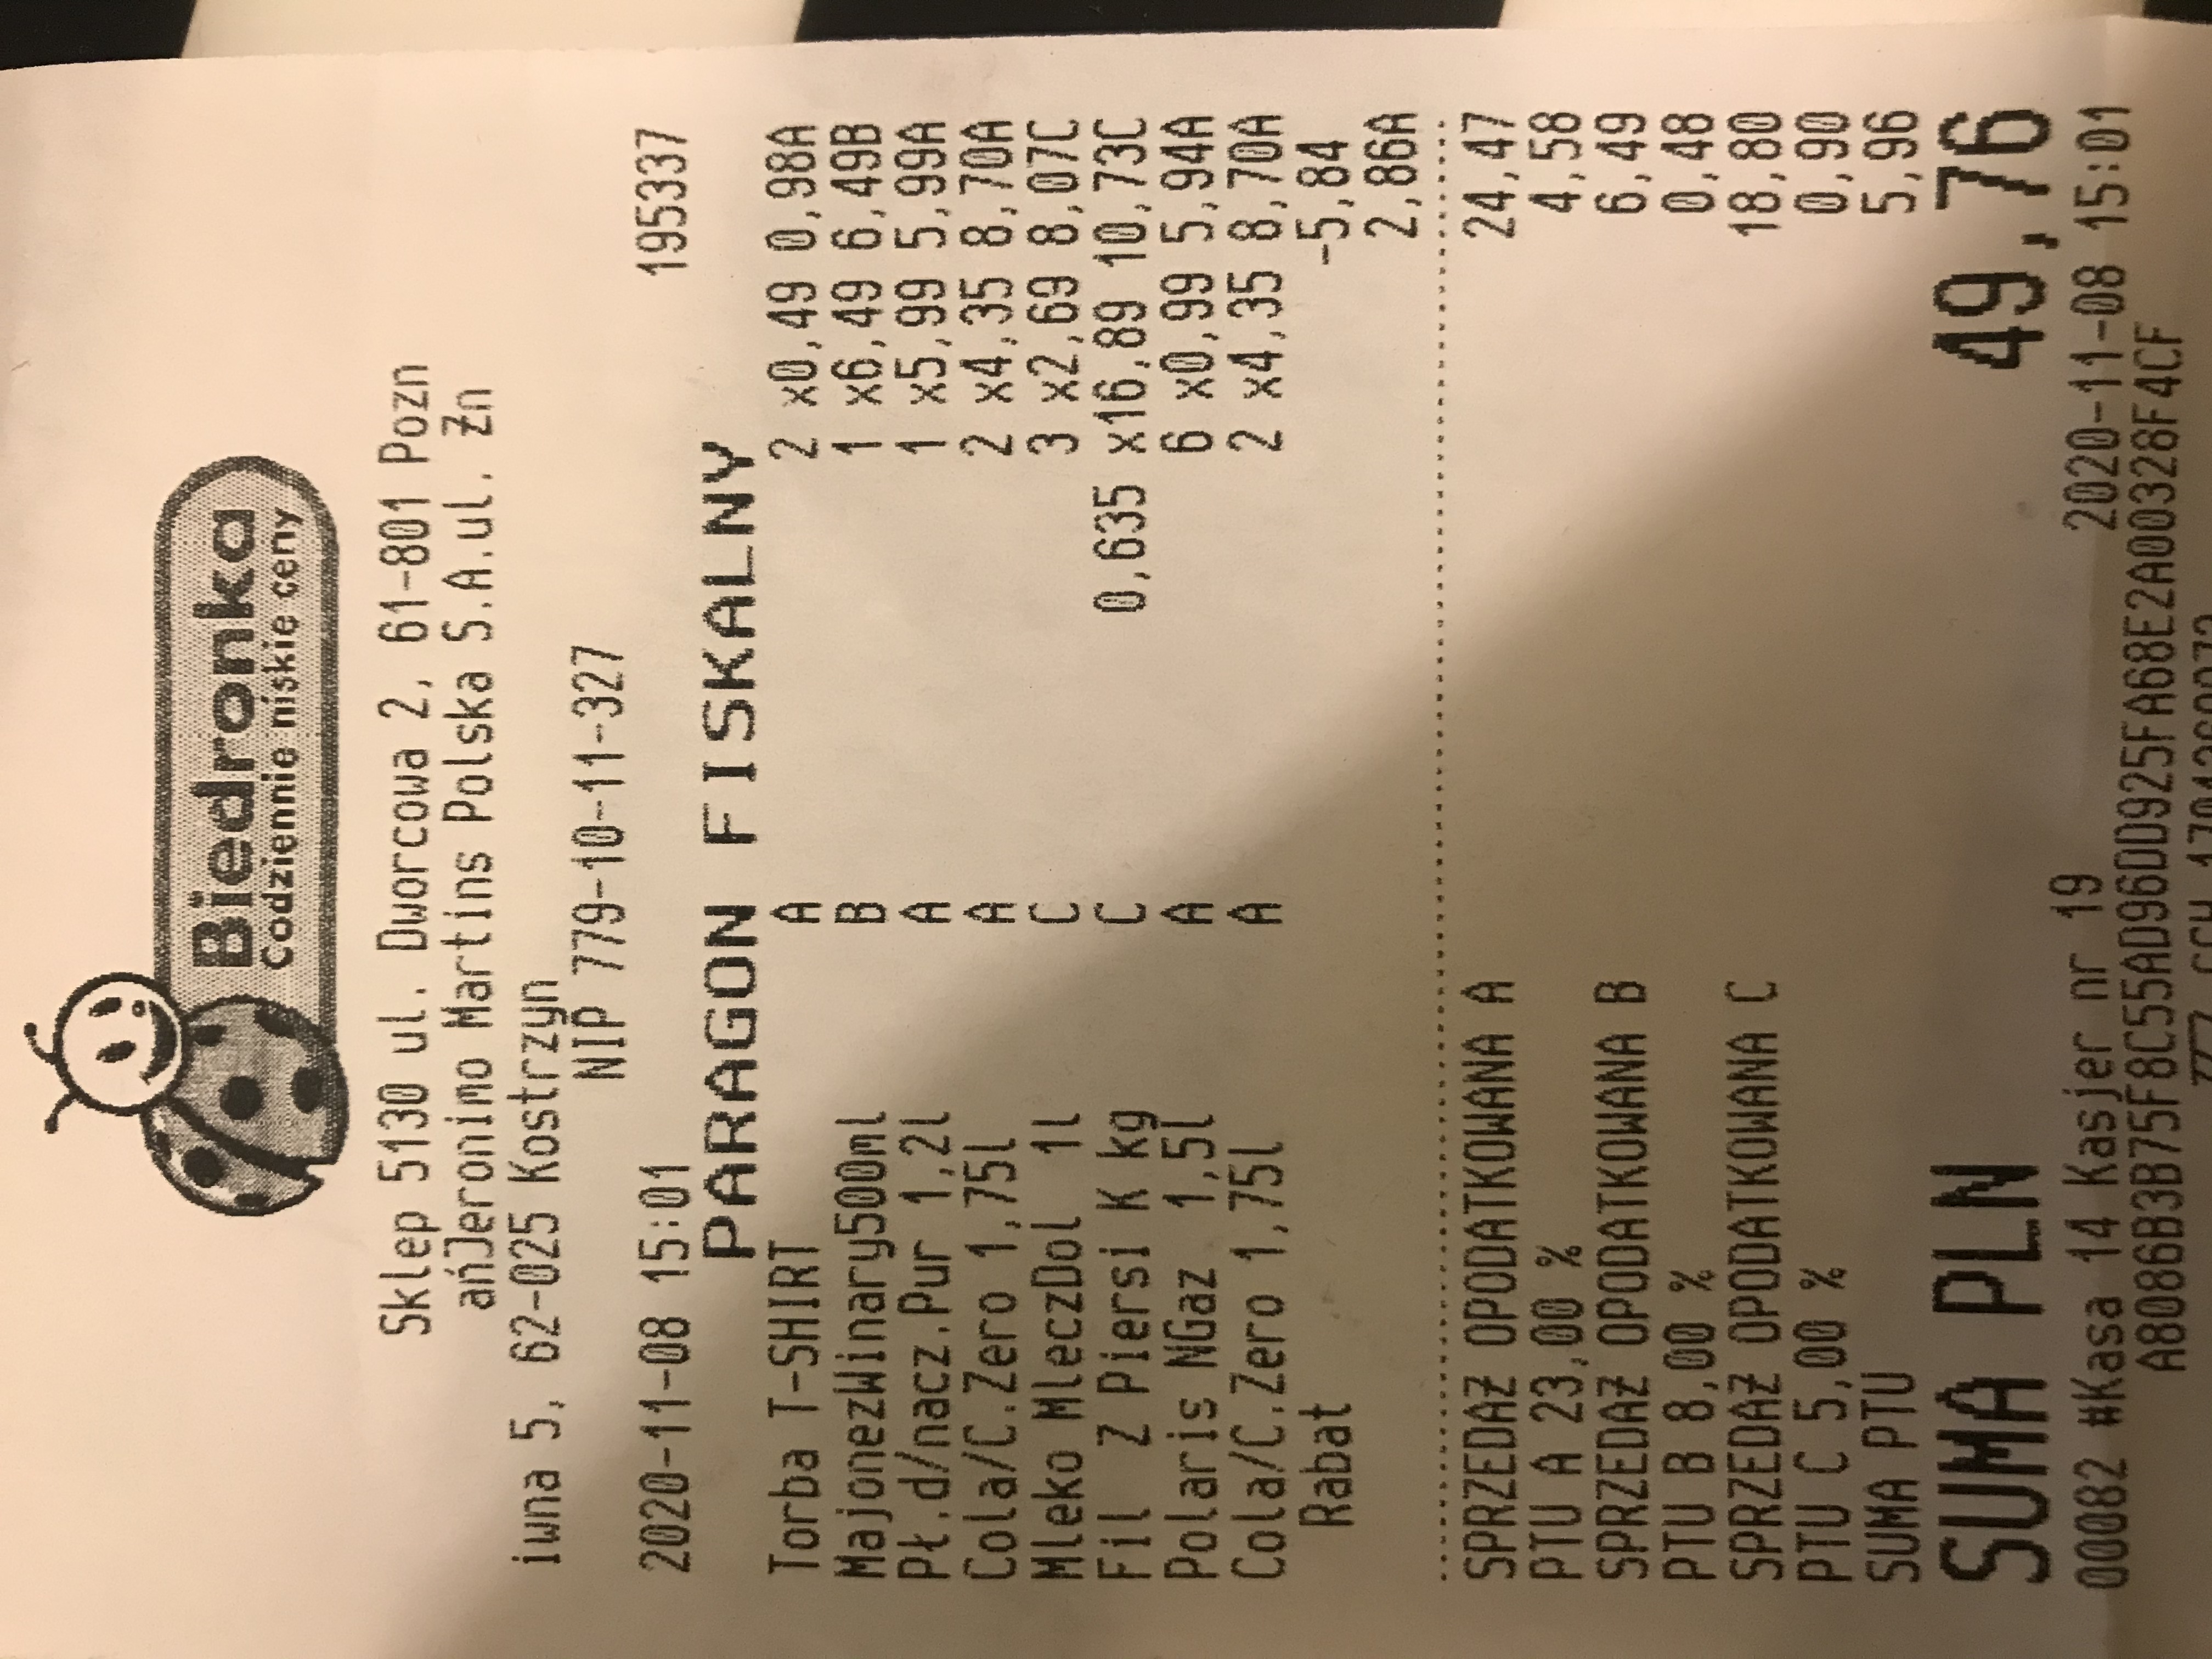 Biedronka
Codziennie niskie ceny
Sklep 5130 ul. Dworcowa 2, 61-801 Pozn
ańJeronimo Martins Polska S.A.ul. Żn
iwna 5, 62-025 Kostrzyn
NIP 779-10-11-327
2020-11-08 15:01 195337
PARAGON FISKALNY
Torba T-SHIRT A 2 x0,49 0,98A
MajonezWinary500ml B 1 x6,49 6,49B
Pł.d/nacz.Pur 1,2l A 1 x5,99 5,99A
Cola/C.Zero 1,75l A 2 x4,35 8,70A
Mleko MleczDol 1l C 3 x2,69 8,07C
Fil Z Piersi K kg C 0,635 x16,89 10,73C
Polaris NGaz 1,5l A 6 x0,99 5,94A
Cola/C.Zero 1,75l A 2 x4,35 8,70A
Rabat -5,84
2,86A
SPRZEDAŻ OPODATKOWANA A 24,47
PTU A 23,00 % 4,58
SPRZEDAŻ OPODATKOWANA B 6,49
PTU B 8,00 % 0,48
SPRZEDAŻ OPODATKOWANA C 18,80
PTU C 5,00 % 0,90
SUMA PTU 5,96
SUMA PLN 49,76
00082 #Kasa 14 Kasjer nr 19 2020-11-08 15:01
A8086B3B75F8C55AD96DD925FA68E2A00328F4CF